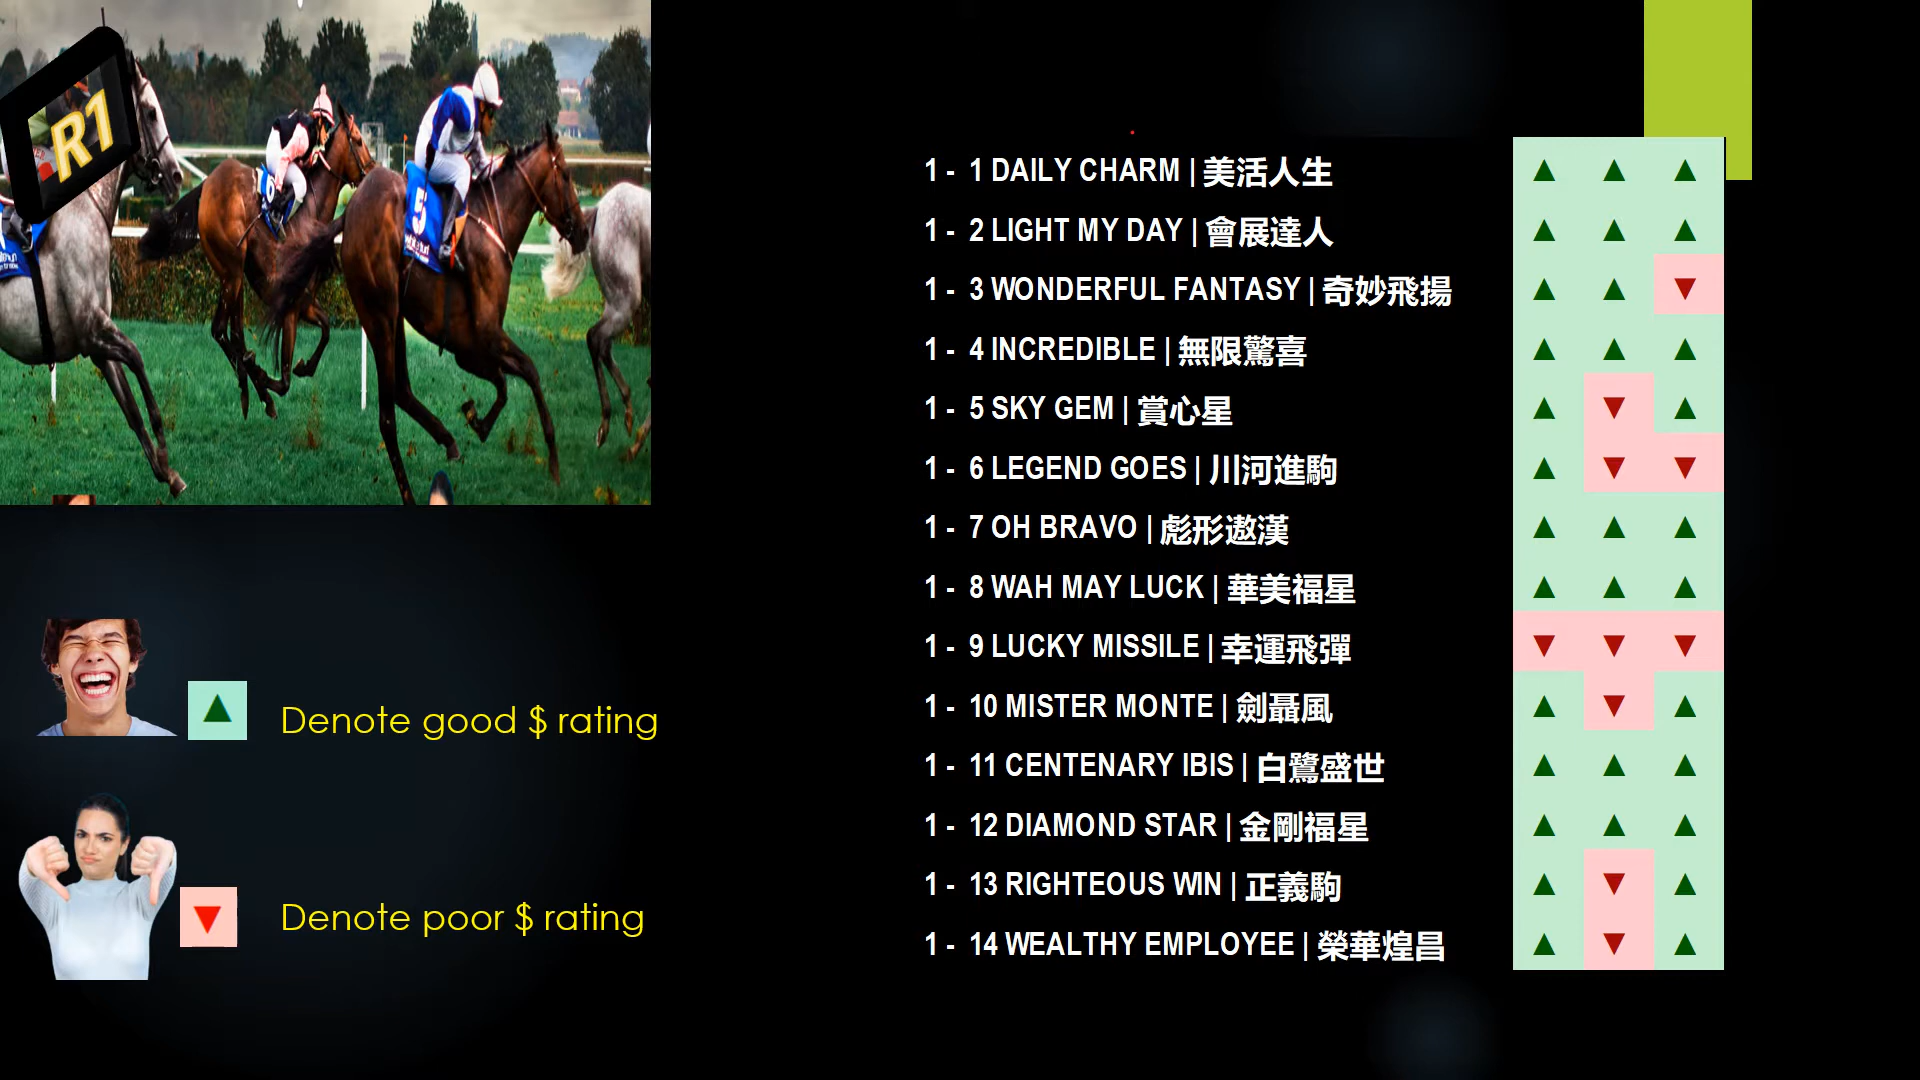 R1
6
5
1 - 1 DAILY CHARM | 美活人生 ▲ ▲ ▲
1 - 2 LIGHT MY DAY | 會展達人 ▲ ▲ ▲
1 - 3 WONDERFUL FANTASY | 奇妙飛揚 ▲ ▲ ▼
1 - 4 INCREDIBLE | 無限驚喜 ▲ ▲ ▲
1 - 5 SKY GEM | 賞心星 ▲ ▼ ▲
1 - 6 LEGEND GOES | 川河進駒 ▲ ▼ ▼
1 - 7 OH BRAVO | 彪形遨漢 ▲ ▲ ▲
1 - 8 WAH MAY LUCK | 華美福星 ▲ ▲ ▲
1 - 9 LUCKY MISSILE | 幸運飛彈 ▼ ▼ ▼
1 - 10 MISTER MONTE | 劍聶風 ▲ ▼ ▲
1 - 11 CENTENARY IBIS | 白鷺盛世 ▲ ▲ ▲
1 - 12 DIAMOND STAR | 金剛福星 ▲ ▲ ▲
1 - 13 RIGHTEOUS WIN | 正義駒 ▲ ▼ ▲
1 - 14 WEALTHY EMPLOYEE | 榮華煌昌 ▲ ▼ ▲
▲ Denote good $ rating
▼ Denote poor $ rating